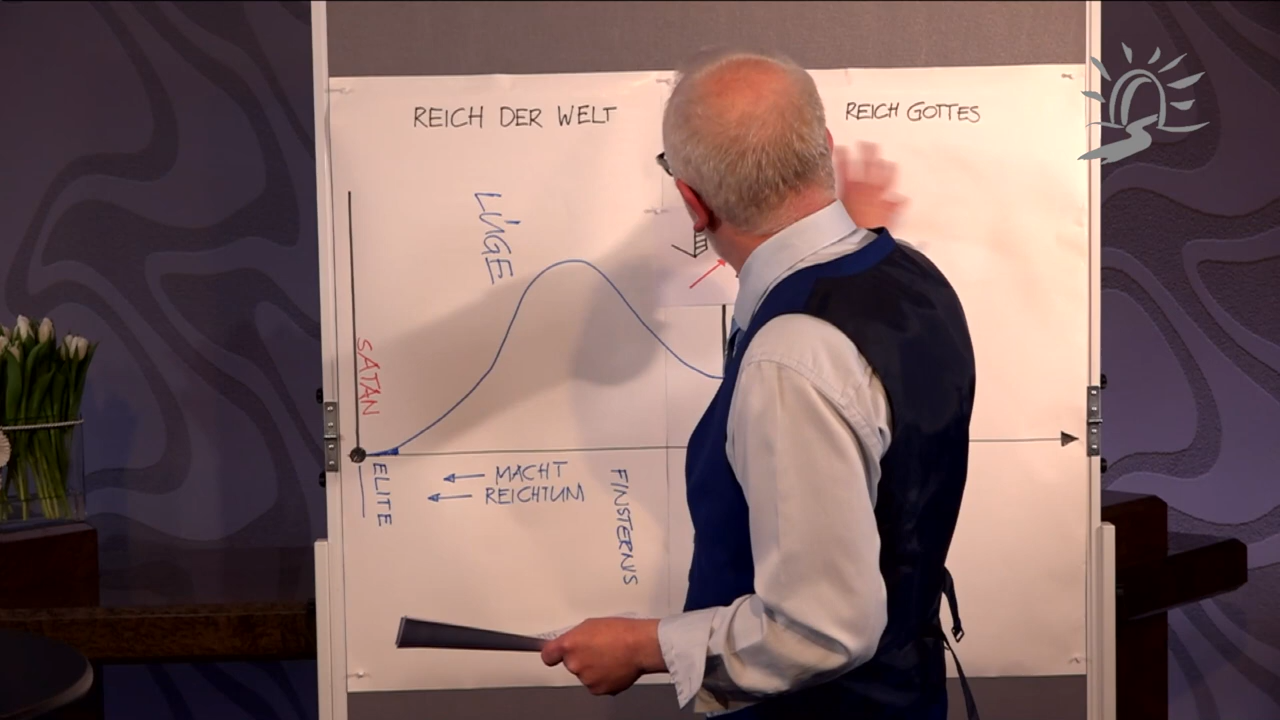 REICH DER WELT
REICH GOTTES
LÜGE
SATAN
ELITE
MACHT
REICHTUM
FINSTERNIS